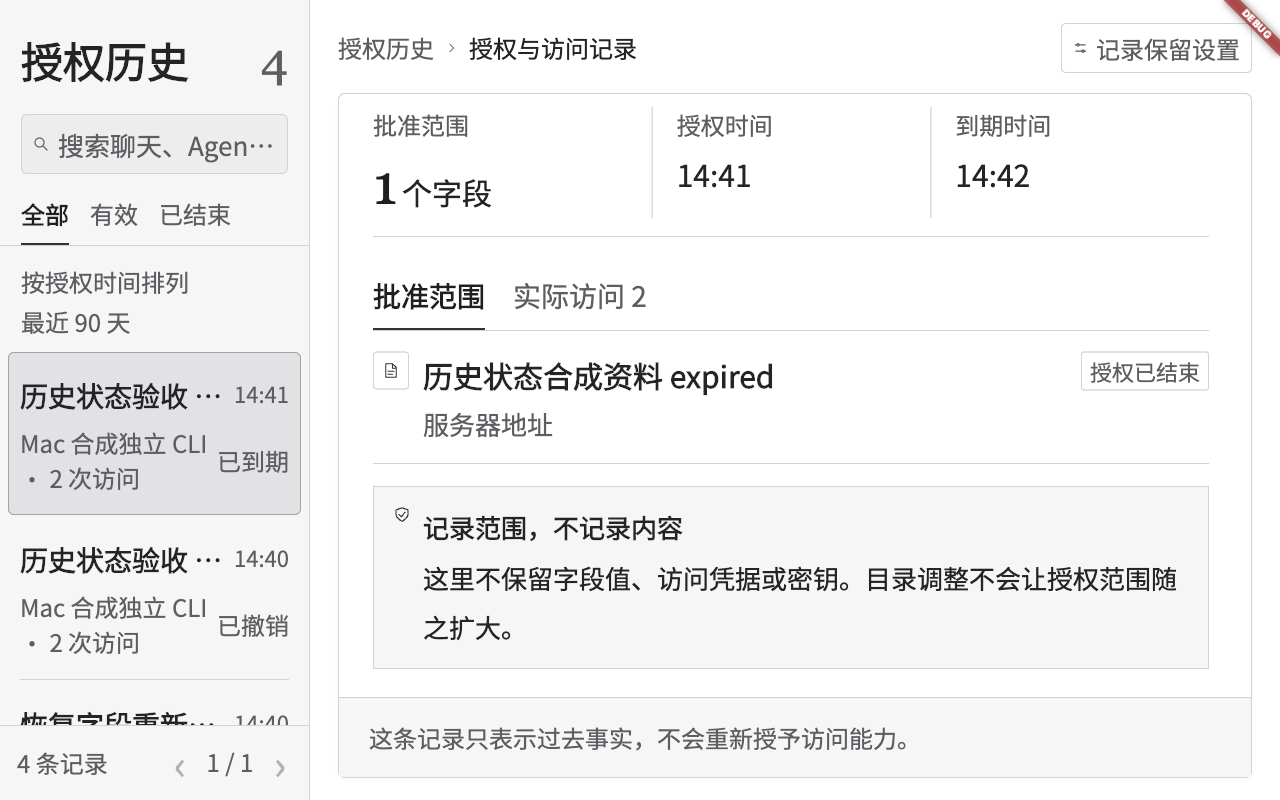 授权历史 4
搜索聊天、Agen…
全部 有效 已结束
按授权时间排列
最近 90 天
历史状态验收 … 14:41
Mac 合成独立 CLI
· 2 次访问
已到期
历史状态验收 … 14:40
Mac 合成独立 CLI
· 2 次访问
已撤销
恢复字段重新… 14:40
4 条记录 ‹ 1 / 1 ›
授权历史 › 授权与访问记录
记录保留设置
DEBUG
批准范围
1 个字段
授权时间
14:41
到期时间
14:42
批准范围 实际访问 2
历史状态合成资料 expired
授权已结束
服务器地址
记录范围，不记录内容
这里不保留字段值、访问凭据或密钥。目录调整不会让授权范围随
之扩大。
这条记录只表示过去事实，不会重新授予访问能力。